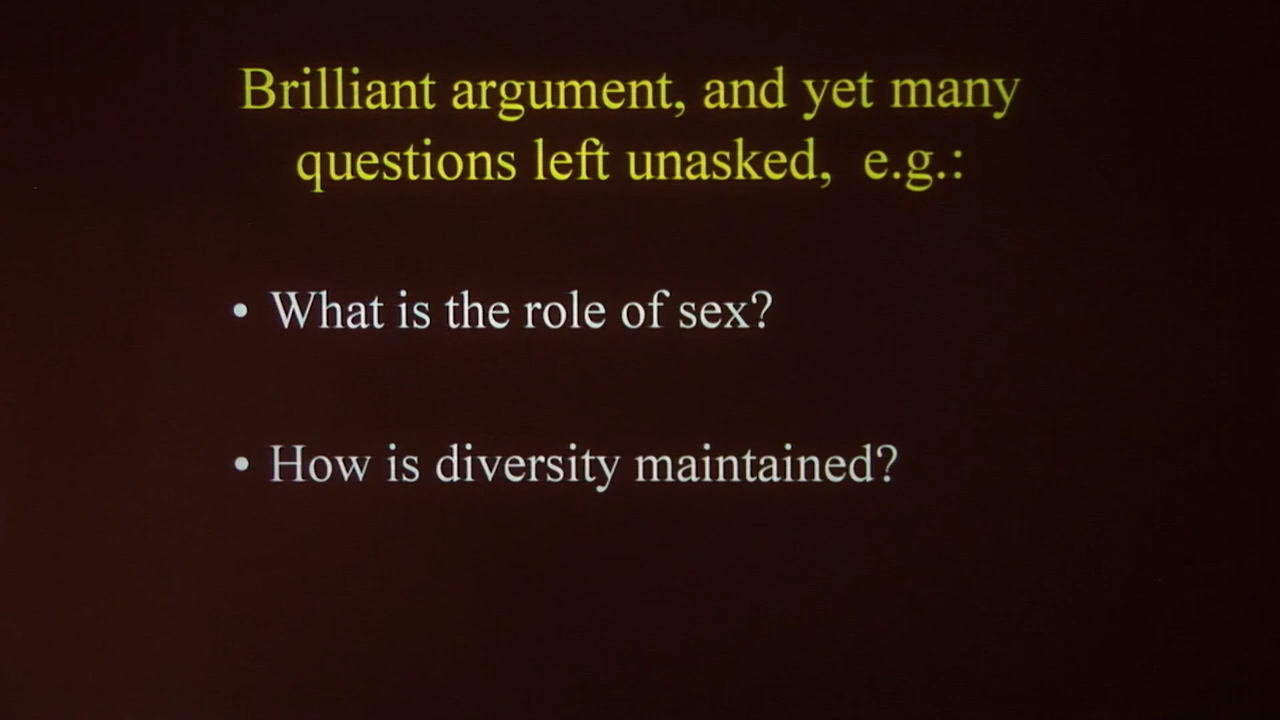 Brilliant argument, and yet many
questions left unasked,  e.g.:
• What is the role of sex?
• How is diversity maintained?